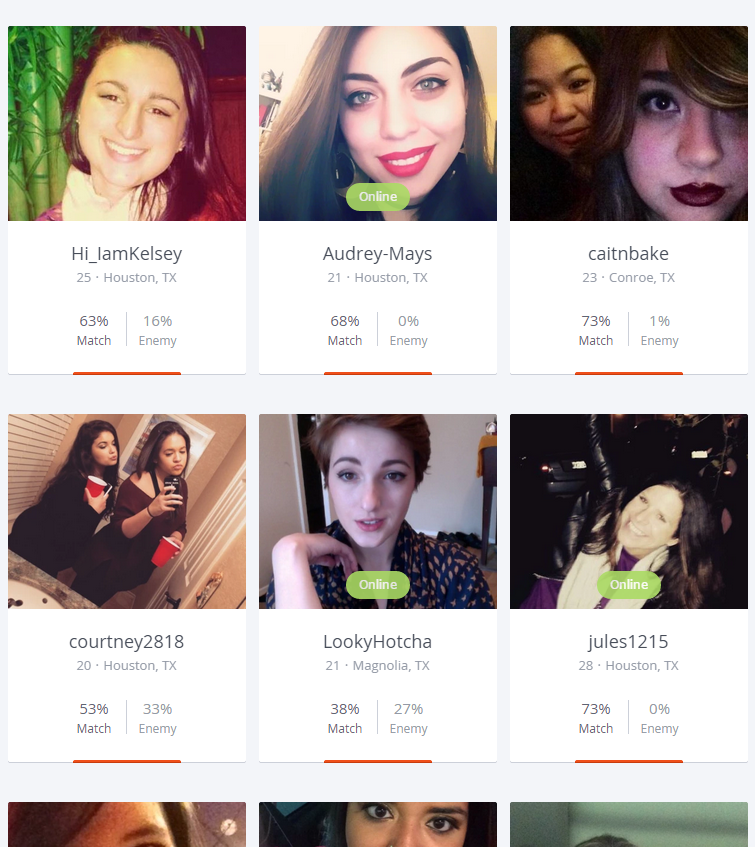 Online
Hi_IamKelsey
Audrey-Mays
caitnbake
25 · Houston, TX
21 · Houston, TX
23 · Conroe, TX
63%
16%
68%
0%
73%
1%
Match
Enemy
Match
Enemy
Match
Enemy
Online
Online
courtney2818
LookyHotcha
jules1215
20 · Houston, TX
21 · Magnolia, TX
28 · Houston, TX
53%
33%
38%
27%
73%
0%
Match
Enemy
Match
Enemy
Match
Enemy